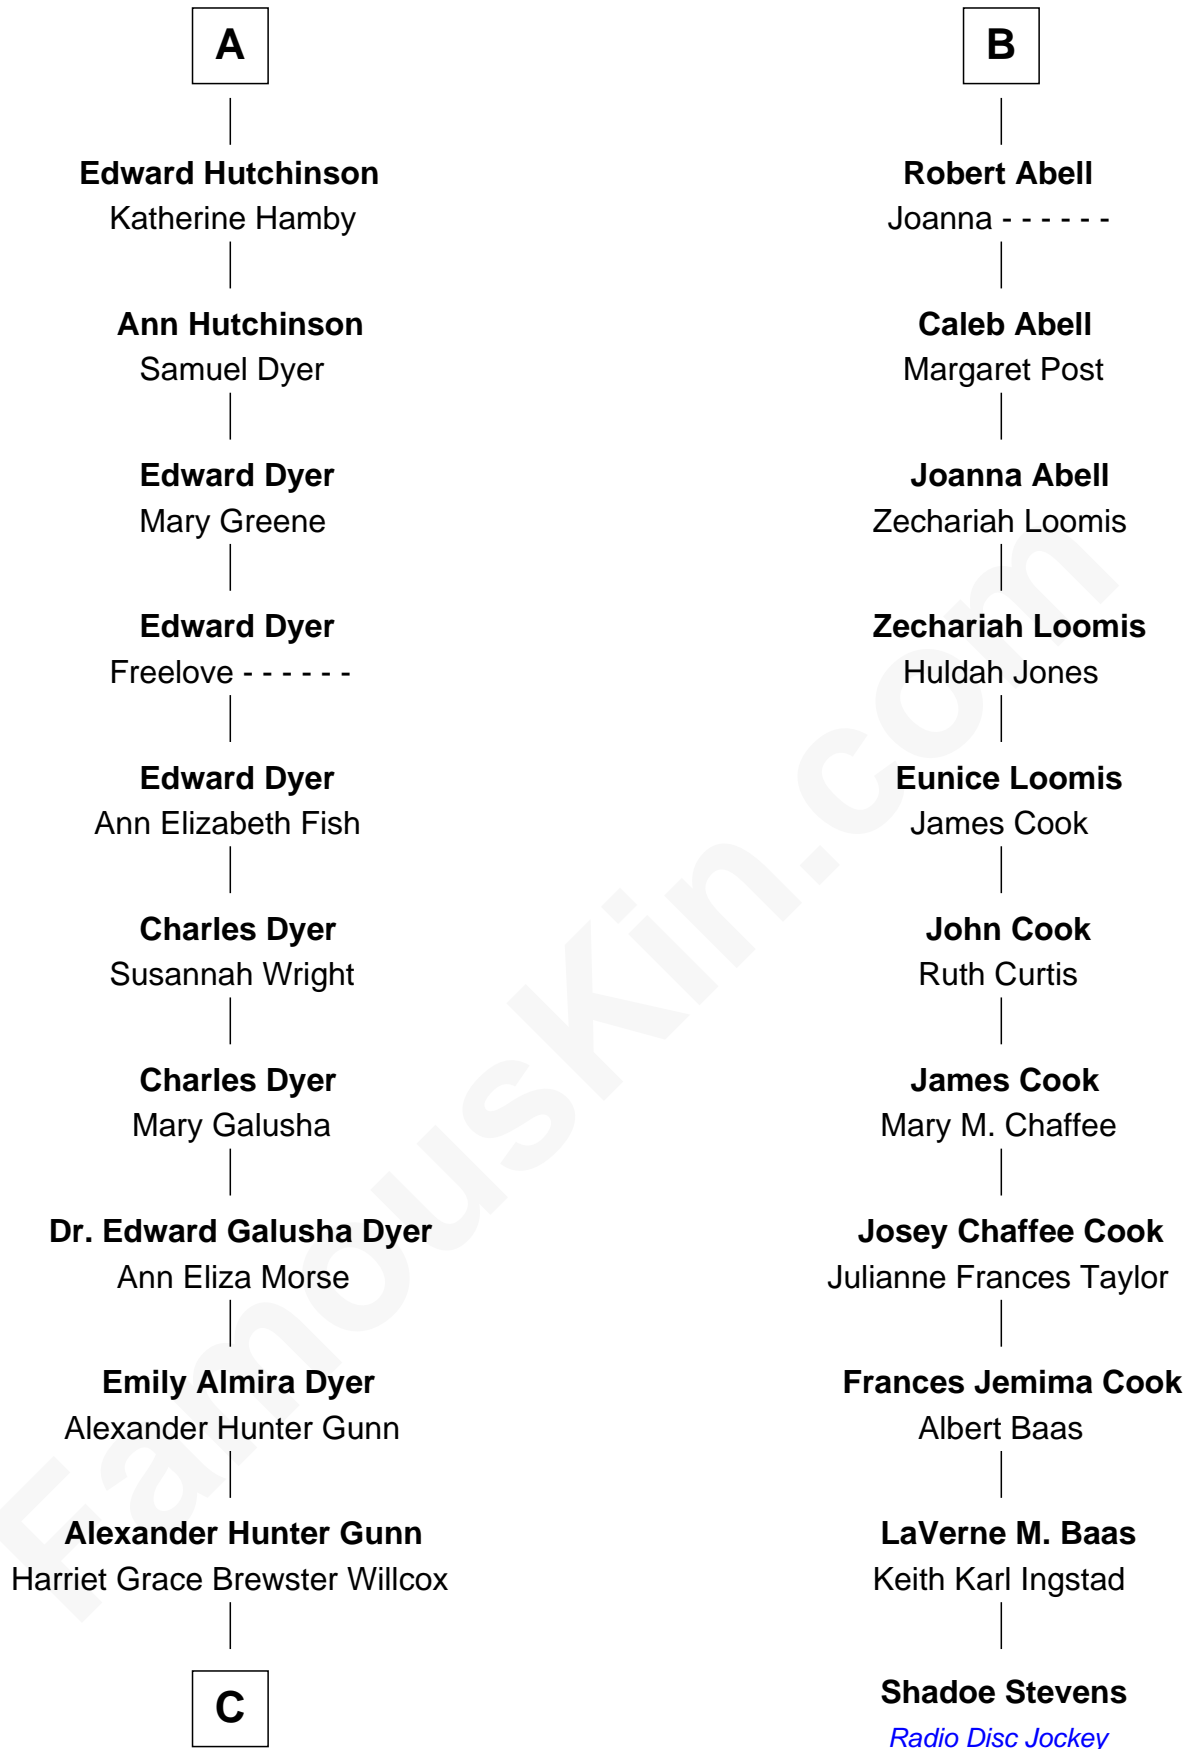 A
Edward Hutchinson
Katherine Hamby
Ann Hutchinson
Samuel Dyer
Edward Dyer
Mary Greene
Edward Dyer
Freelove - - - - - -
Edward Dyer
Ann Elizabeth Fish
Charles Dyer
Susannah Wright
Charles Dyer
Mary Galusha
Dr. Edward Galusha Dyer
Ann Eliza Morse
Emily Almira Dyer
Alexander Hunter Gunn
Alexander Hunter Gunn
Harriet Grace Brewster Willcox
C
B
Robert Abell
Joanna - - - - - -
Caleb Abell
Margaret Post
Joanna Abell
Zechariah Loomis
Zechariah Loomis
Huldah Jones
Eunice Loomis
James Cook
John Cook
Ruth Curtis
James Cook
Mary M. Chaffee
Josey Chaffee Cook
Julianne Frances Taylor
Frances Jemima Cook
Albert Baas
LaVerne M. Baas
Keith Karl Ingstad
Shadoe Stevens
Radio Disc Jockey
FamousKin.com